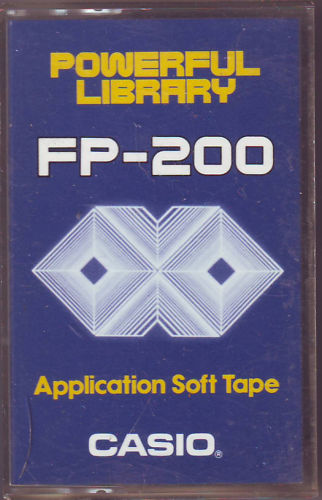 POWERFUL
LIBRARY
FP-200
Application Soft Tape
CASIO®